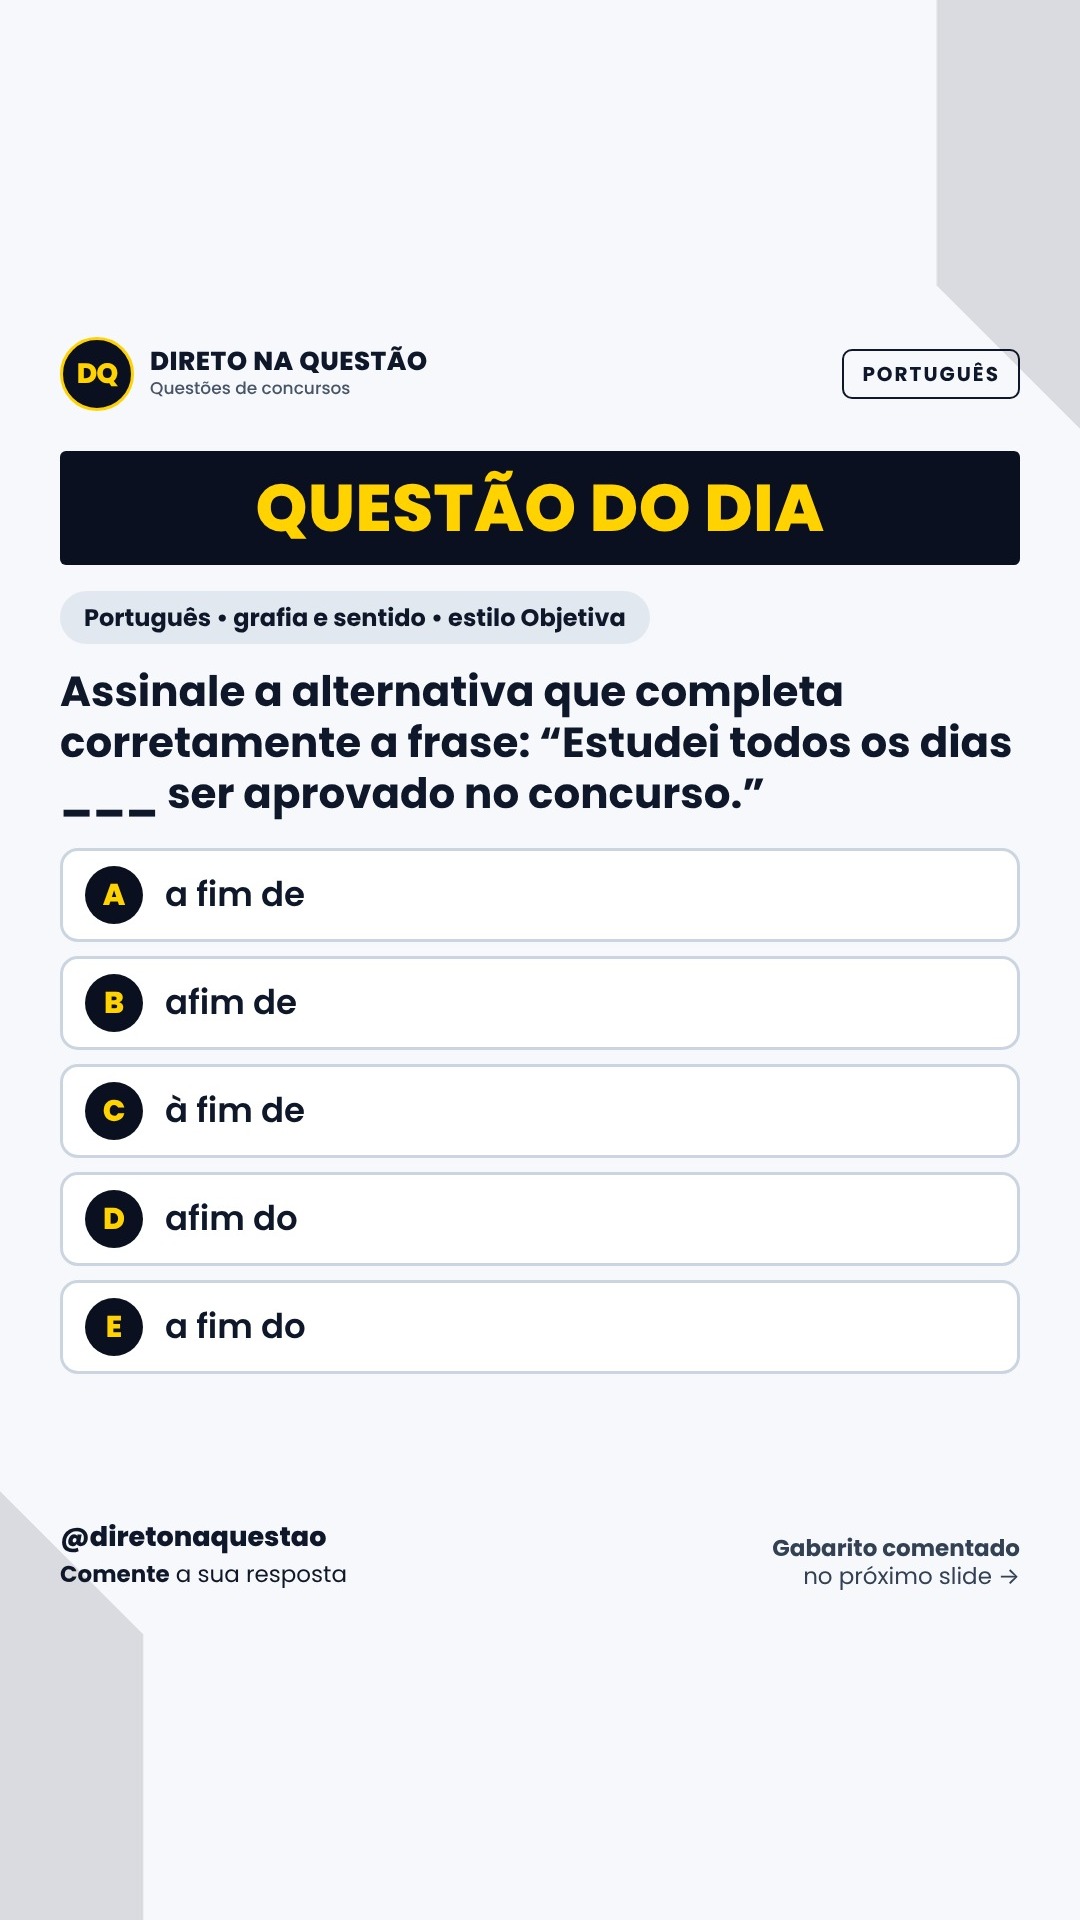 DQ
DIRETO NA QUESTÃO
Questões de concursos
PORTUGUÊS
QUESTÃO DO DIA
Português • grafia e sentido • estilo Objetiva
Assinale a alternativa que completa
corretamente a frase: “Estudei todos os dias
___ ser aprovado no concurso.”
A a fim de
B afim de
C à fim de
D afim do
E a fim do
@diretonaquestao
Comente a sua resposta
Gabarito comentado
no próximo slide →